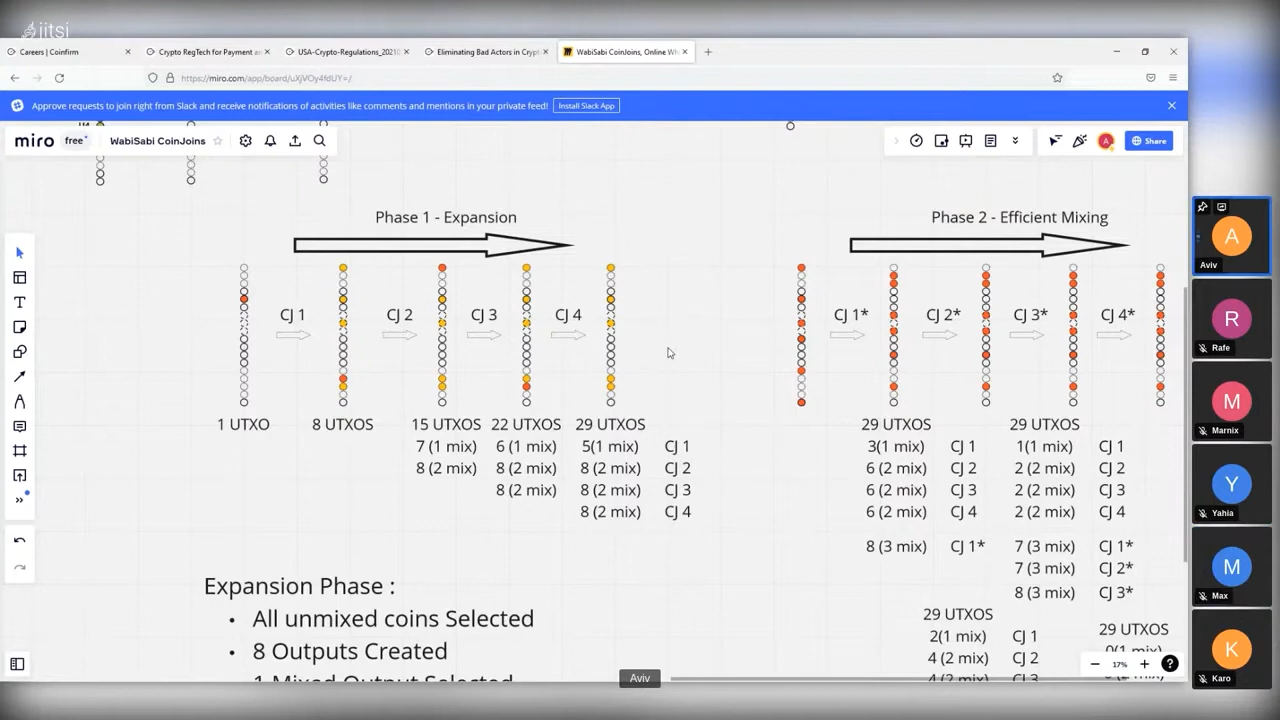 jitsi
Careers | Coinfirm
Crypto RegTech for Payment a
USA-Crypto-Regulations_2021
Eliminating Bad Actors in Crypt
WabiSabi CoinJoins, Online Wh
https://miro.com/app/board/uXjVOy4fdUY=/
Approve requests to join right from Slack and receive notifications of activities like comments and mentions in your private feed! Install Slack App
miro free WabiSabi CoinJoins
Share
Phase 1 - Expansion
Phase 2 - Efficient Mixing
CJ 1 CJ 2 CJ 3 CJ 4
CJ 1* CJ 2* CJ 3* CJ 4*
1 UTXO 8 UTXOS 15 UTXOS 22 UTXOS 29 UTXOS
7 (1 mix) 6 (1 mix) 5(1 mix) CJ 1
8 (2 mix) 8 (2 mix) 8 (2 mix) CJ 2
8 (2 mix) 8 (2 mix) CJ 3
8 (2 mix) CJ 4
29 UTXOS 29 UTXOS
3(1 mix) CJ 1 1(1 mix) CJ 1
6 (2 mix) CJ 2 2 (2 mix) CJ 2
6 (2 mix) CJ 3 2 (2 mix) CJ 3
6 (2 mix) CJ 4 2 (2 mix) CJ 4
8 (3 mix) CJ 1* 7 (3 mix) CJ 1*
7 (3 mix) CJ 2*
8 (3 mix) CJ 3*
29 UTXOS
2(1 mix) CJ 1
4 (2 mix) CJ 2
4 (2 mix) CJ 3
29 UTXOS
Expansion Phase :
• All unmixed coins Selected
• 8 Outputs Created
1 Mixed Output Selected
17%
Aviv
A
Aviv
R
Rafe
M
Marnix
Y
Yahia
M
Max
K
Karo